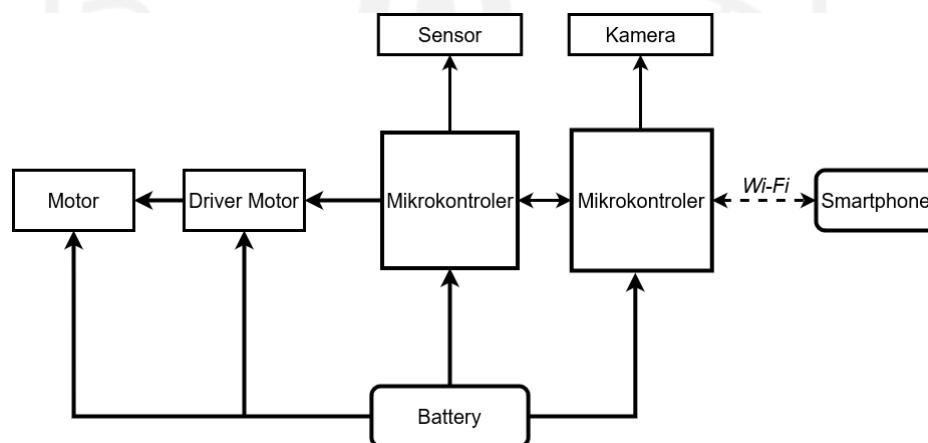 Sensor
Kamera
Motor
Driver Motor
Mikrokontroler
Mikrokontroler
Wi-Fi
Smartphone
Battery